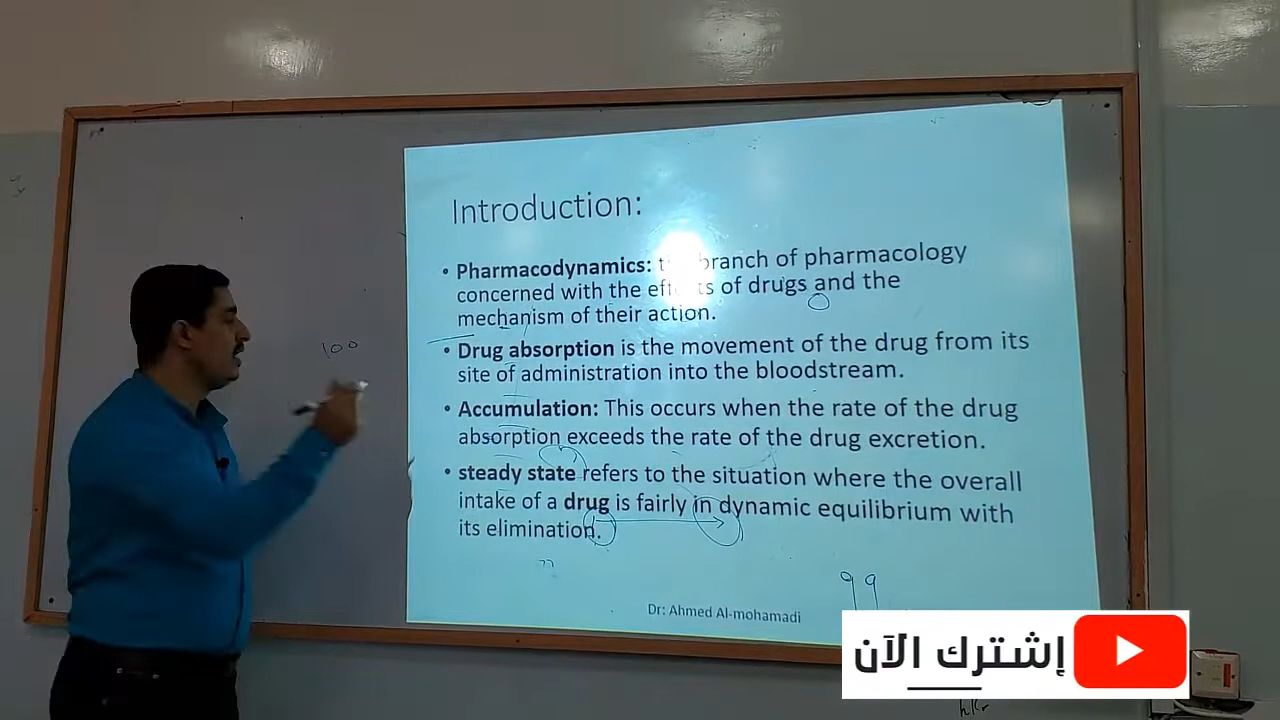 Introduction:
• Pharmacodynamics: branch of pharmacology
concerned with the effects of drugs and the
mechanism of their action.
• Drug absorption is the movement of the drug from its
site of administration into the bloodstream.
• Accumulation: This occurs when the rate of the drug
absorption exceeds the rate of the drug excretion.
• steady state refers to the situation where the overall
intake of a drug is fairly in dynamic equilibrium with
its elimination.
100
99
Dr: Ahmed Al-mohamadi
إشترك الآن